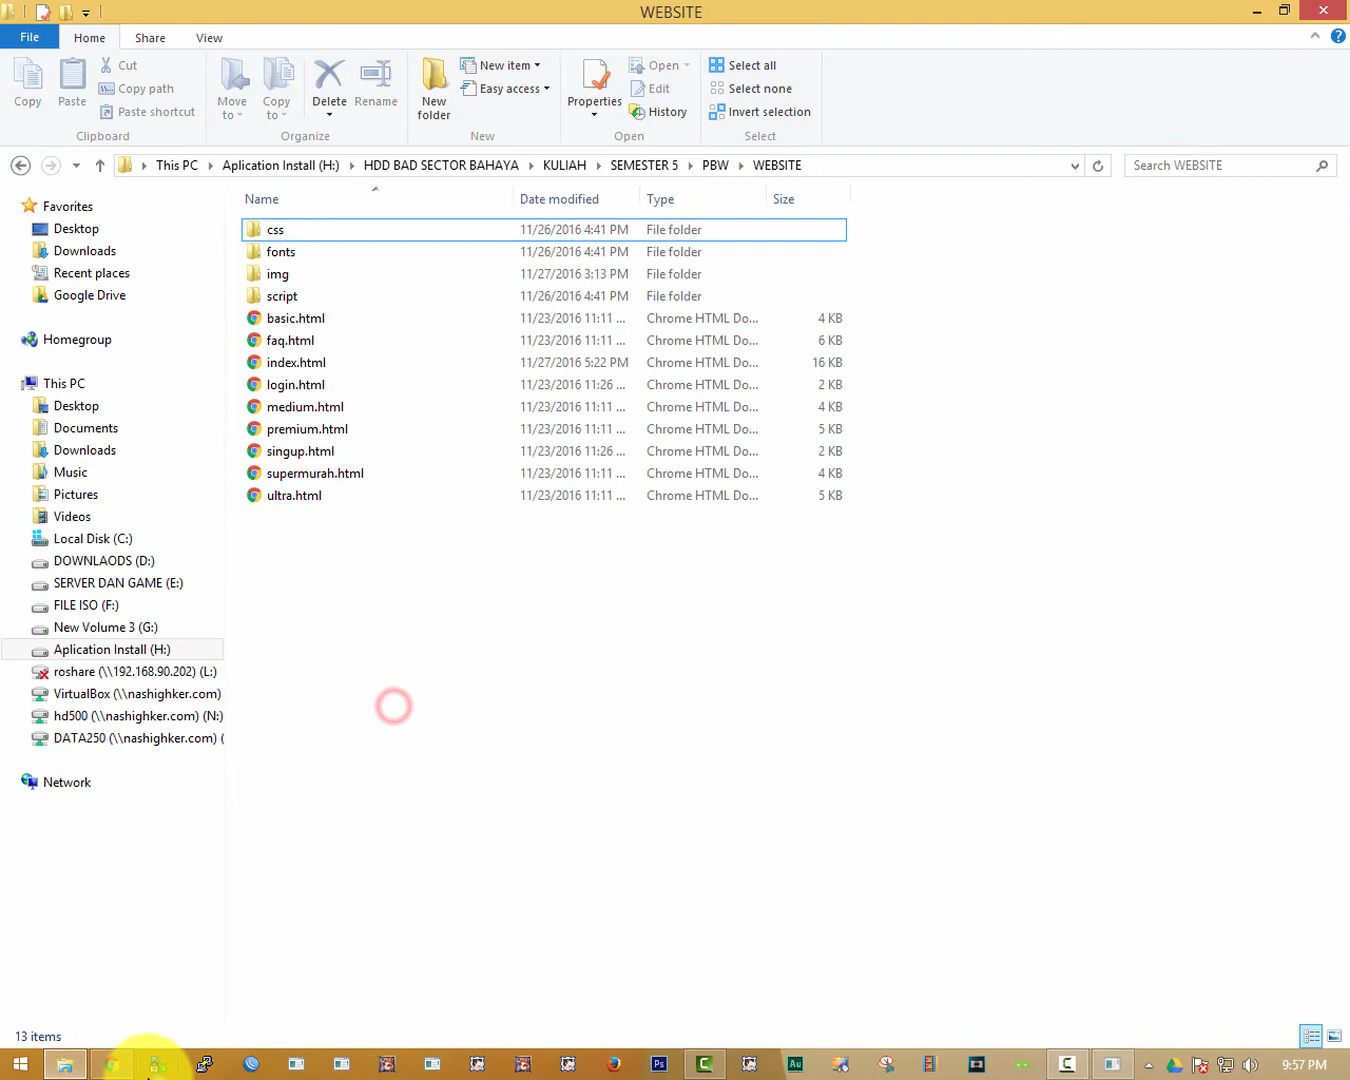 WEBSITE
File Home Share View
Copy
Paste
Cut
Copy path
Paste shortcut
Clipboard
Move to
Copy to
Delete
Rename
Organize
New folder
New item
Easy access
New
Properties
Open
Edit
History
Open
Select all
Select none
Invert selection
Select
This PC Aplication Install (H:) HDD BAD SECTOR BAHAYA KULIAH SEMESTER 5 PBW WEBSITE
Search WEBSITE
Favorites
Desktop
Downloads
Recent places
Google Drive
Homegroup
This PC
Desktop
Documents
Downloads
Music
Pictures
Videos
Local Disk (C:)
DOWNLAODS (D:)
SERVER DAN GAME (E:)
FILE ISO (F:)
New Volume 3 (G:)
Aplication Install (H:)
roshare (\\192.168.90.202) (L:)
VirtualBox (\\nashighker.com)
hd500 (\\nashighker.com) (N:)
DATA250 (\\nashighker.com) (
Network
Name Date modified Type Size
css 11/26/2016 4:41 PM File folder
fonts 11/26/2016 4:41 PM File folder
img 11/27/2016 3:13 PM File folder
script 11/26/2016 4:41 PM File folder
basic.html 11/23/2016 11:11 ... Chrome HTML Do... 4 KB
faq.html 11/23/2016 11:11 ... Chrome HTML Do... 6 KB
index.html 11/27/2016 5:22 PM Chrome HTML Do... 16 KB
login.html 11/23/2016 11:26 ... Chrome HTML Do... 2 KB
medium.html 11/23/2016 11:11 ... Chrome HTML Do... 4 KB
premium.html 11/23/2016 11:11 ... Chrome HTML Do... 5 KB
singup.html 11/23/2016 11:26 ... Chrome HTML Do... 2 KB
supermurah.html 11/23/2016 11:11 ... Chrome HTML Do... 4 KB
ultra.html 11/23/2016 11:11 ... Chrome HTML Do... 5 KB
13 items
Ps
Au
9:57 PM